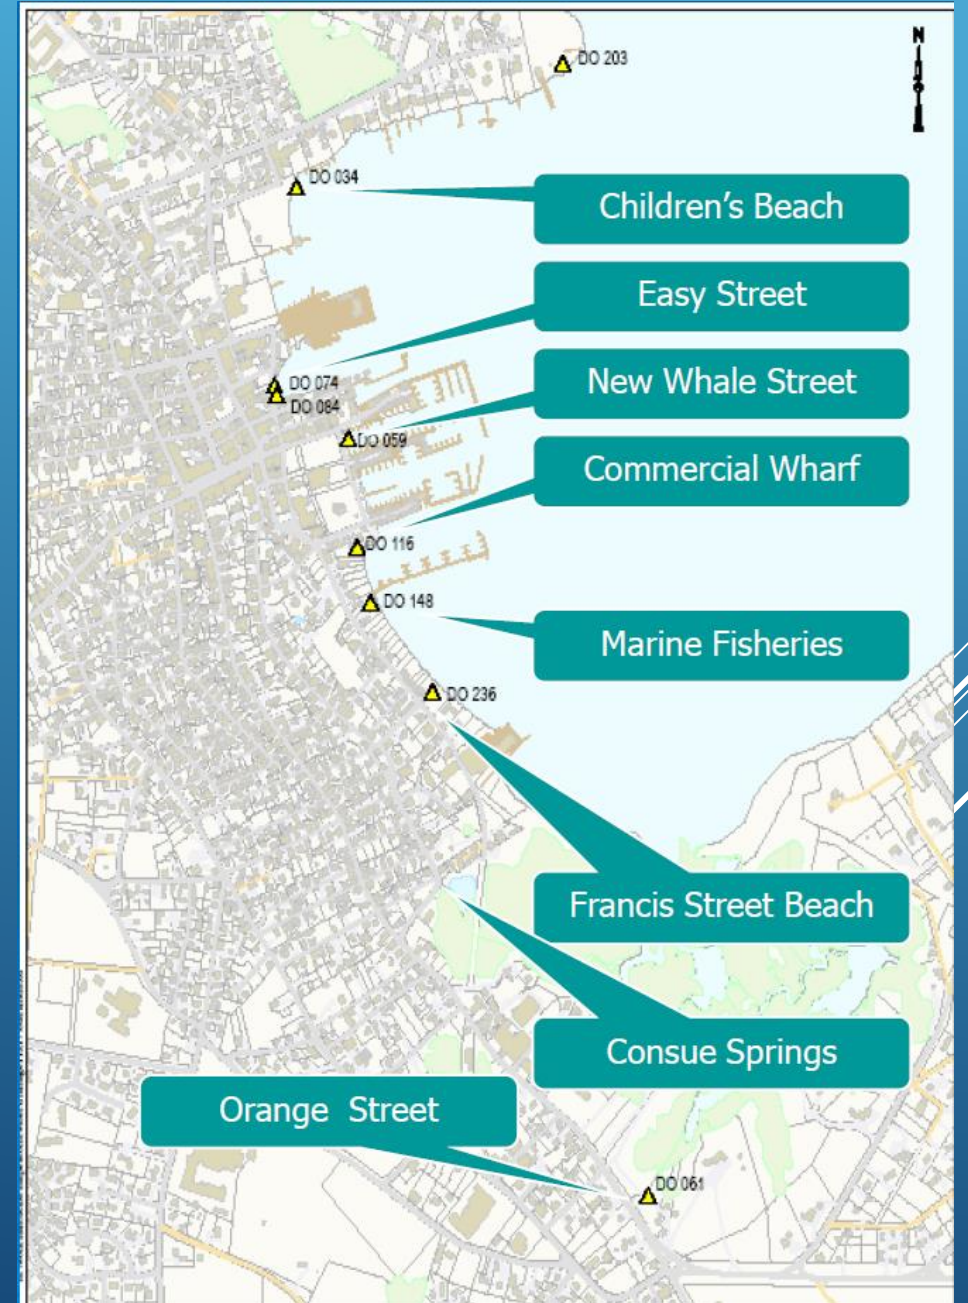 N
DO 203
DO 034
Children's Beach
Easy Street
DO 074
New Whale Street
DO 084
DO 059
Commercial Wharf
DO 116
DO 148
Marine Fisheries
DO 236
Francis Street Beach
Consue Springs
Orange Street
DO 061